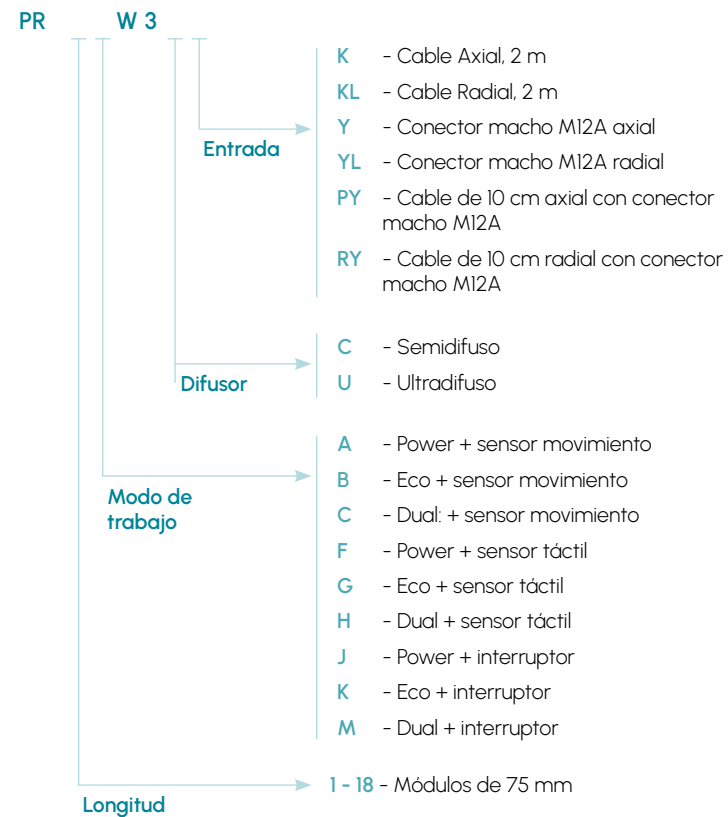 PR W 3
K - Cable Axial, 2 m
KL - Cable Radial, 2 m
Y - Conector macho M12A axial
Entrada
YL - Conector macho M12A radial
PY - Cable de 10 cm axial con conector
macho M12A
RY - Cable de 10 cm radial con conector
macho M12A
C - Semidifuso
Difusor
U - Ultradifuso
A - Power + sensor movimiento
B - Eco + sensor movimiento
Modo de
trabajo
C - Dual: + sensor movimiento
F - Power + sensor táctil
G - Eco + sensor táctil
H - Dual + sensor táctil
J - Power + interruptor
K - Eco + interruptor
M - Dual + interruptor
1 - 18 - Módulos de 75 mm
Longitud